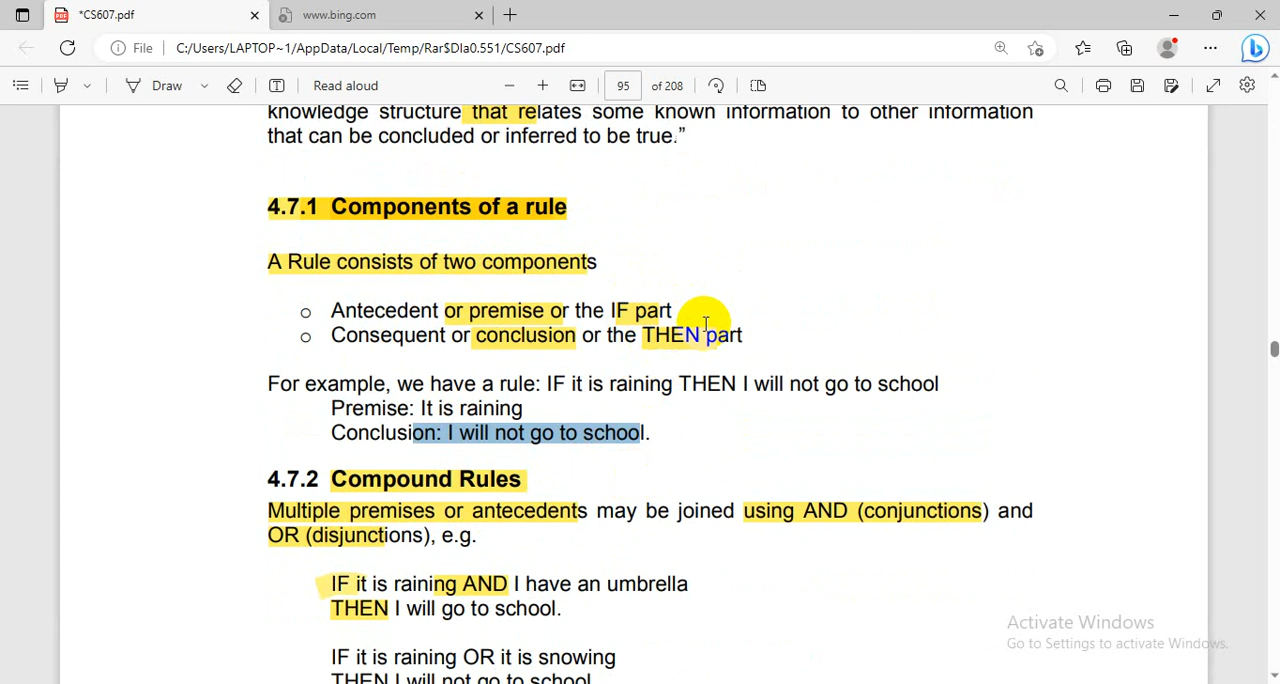 *CS607.pdf
www.bing.com
File
C:/Users/LAPTOP~1/AppData/Local/Temp/Rar$DIa0.551/CS607.pdf
Draw
Read aloud
95 of 208
knowledge structure that relates some known information to other information
that can be concluded or inferred to be true."
4.7.1 Components of a rule
A Rule consists of two components
o Antecedent or premise or the IF part
o Consequent or conclusion or the THEN part
For example, we have a rule: IF it is raining THEN I will not go to school
Premise: It is raining
Conclusion: I will not go to school.
4.7.2 Compound Rules
Multiple premises or antecedents may be joined using AND (conjunctions) and
OR (disjunctions), e.g.
IF it is raining AND I have an umbrella
THEN I will go to school.
IF it is raining OR it is snowing
THEN I will not go to school
Activate Windows
Go to Settings to activate Windows.